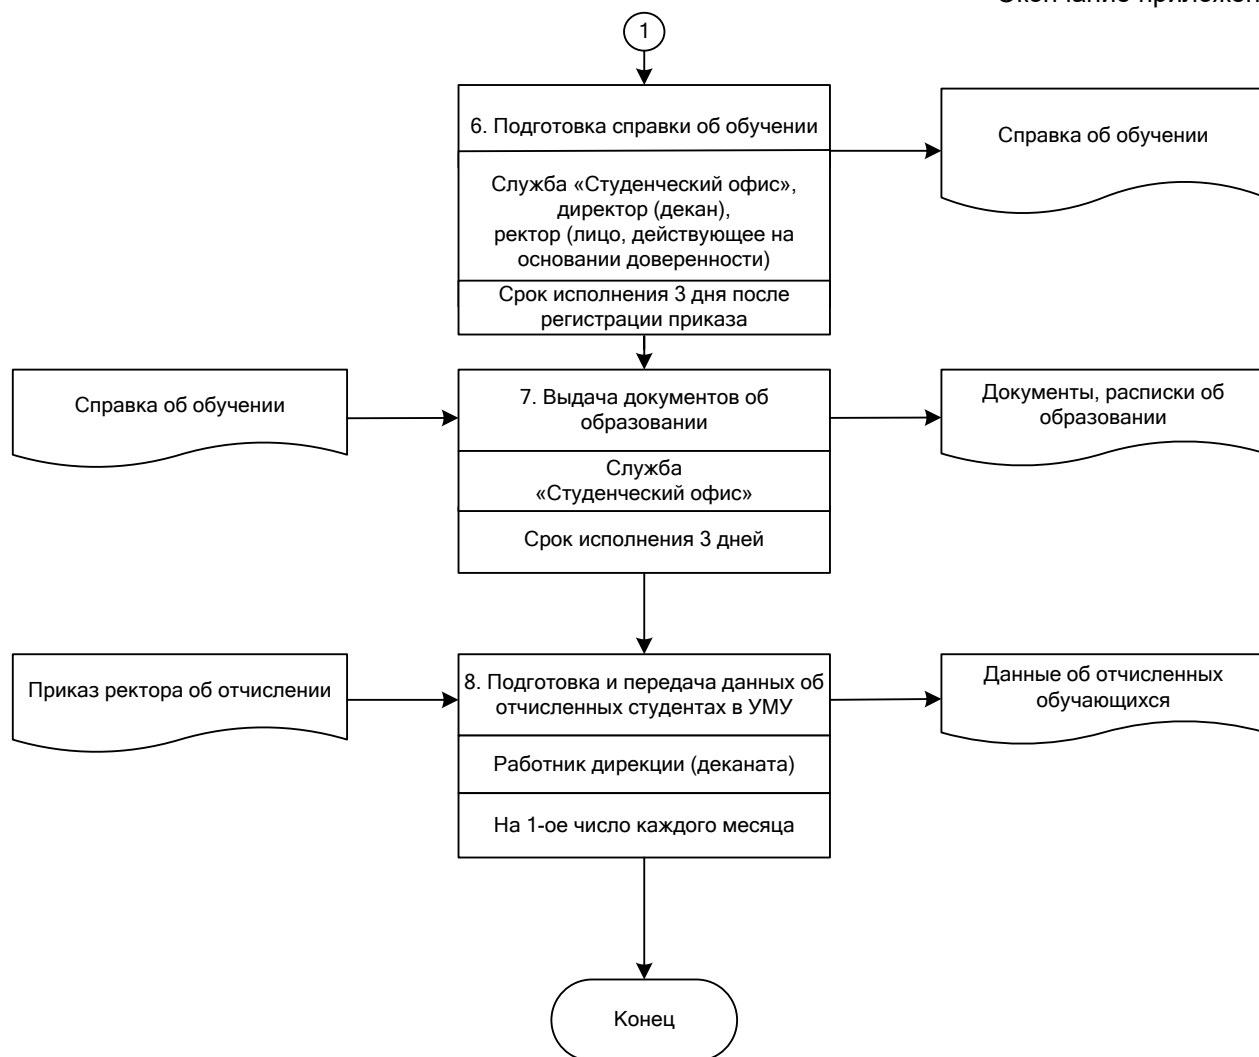 1
6. Подготовка справки об обучении
Справка об обучении
Служба «Студенческий офис»,
директор (декан),
ректор (лицо, действующее на
основании доверенности)
Срок исполнения 3 дня после
регистрации приказа
Справка об обучении
7. Выдача документов об
образовании
Документы, расписки об
образовании
Служба
«Студенческий офис»
Срок исполнения 3 дней
Приказ ректора об отчислении
8. Подготовка и передача данных об
отчисленных студентах в УМУ
Данные об отчисленных
обучающихся
Работник дирекции (деканата)
На 1-ое число каждого месяца
Конец